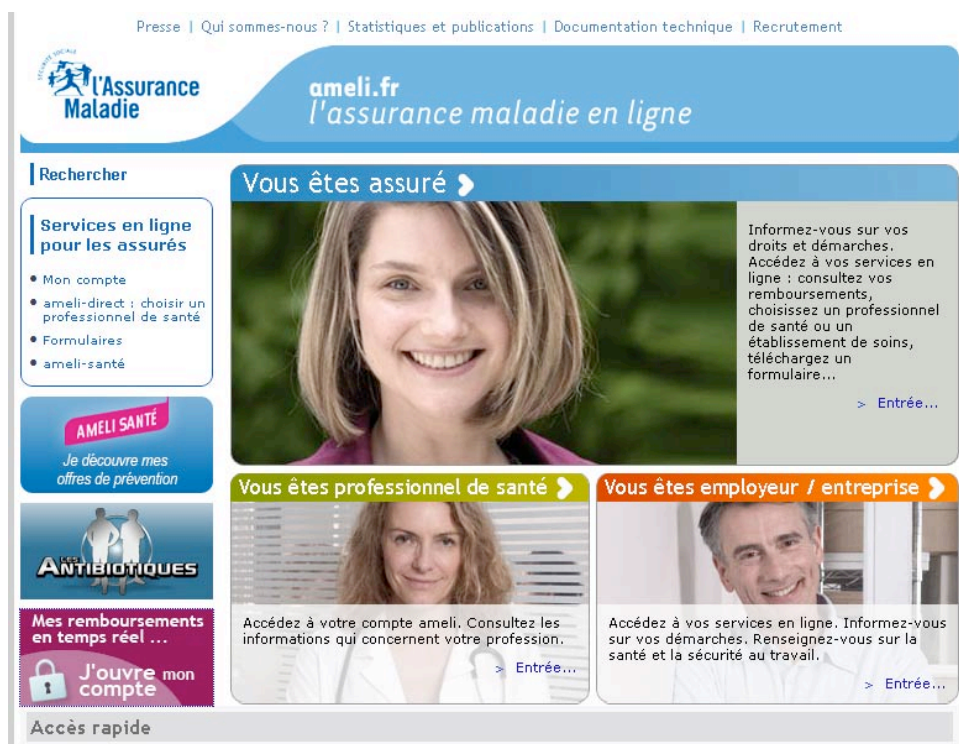 Presse | Qui sommes-nous ? | Statistiques et publications | Documentation technique | Recrutement
SÉCURITÉ SOCIALE
l'Assurance
Maladie
ameli.fr
l'assurance maladie en ligne
Rechercher
Services en ligne
pour les assurés
Mon compte
ameli-direct : choisir un
professionnel de santé
Formulaires
ameli-santé
AMELI SANTÉ
Je découvre mes
offres de prévention
LES
ANTIBIOTIQUES
Mes remboursements
en temps réel ...
J'ouvre mon
compte
Vous êtes assuré
Informez-vous sur vos
droits et démarches.
Accédez à vos services en
ligne : consultez vos
remboursements,
choisissez un professionnel
de santé ou un
établissement de soins,
téléchargez un
formulaire...
> Entrée...
Vous êtes professionnel de santé
Accédez à votre compte ameli. Consultez les
informations qui concernent votre profession.
> Entrée...
Vous êtes employeur / entreprise
Accédez à vos services en ligne. Informez-vous
sur vos démarches. Renseignez-vous sur la
santé et la sécurité au travail.
> Entrée...
Accès rapide